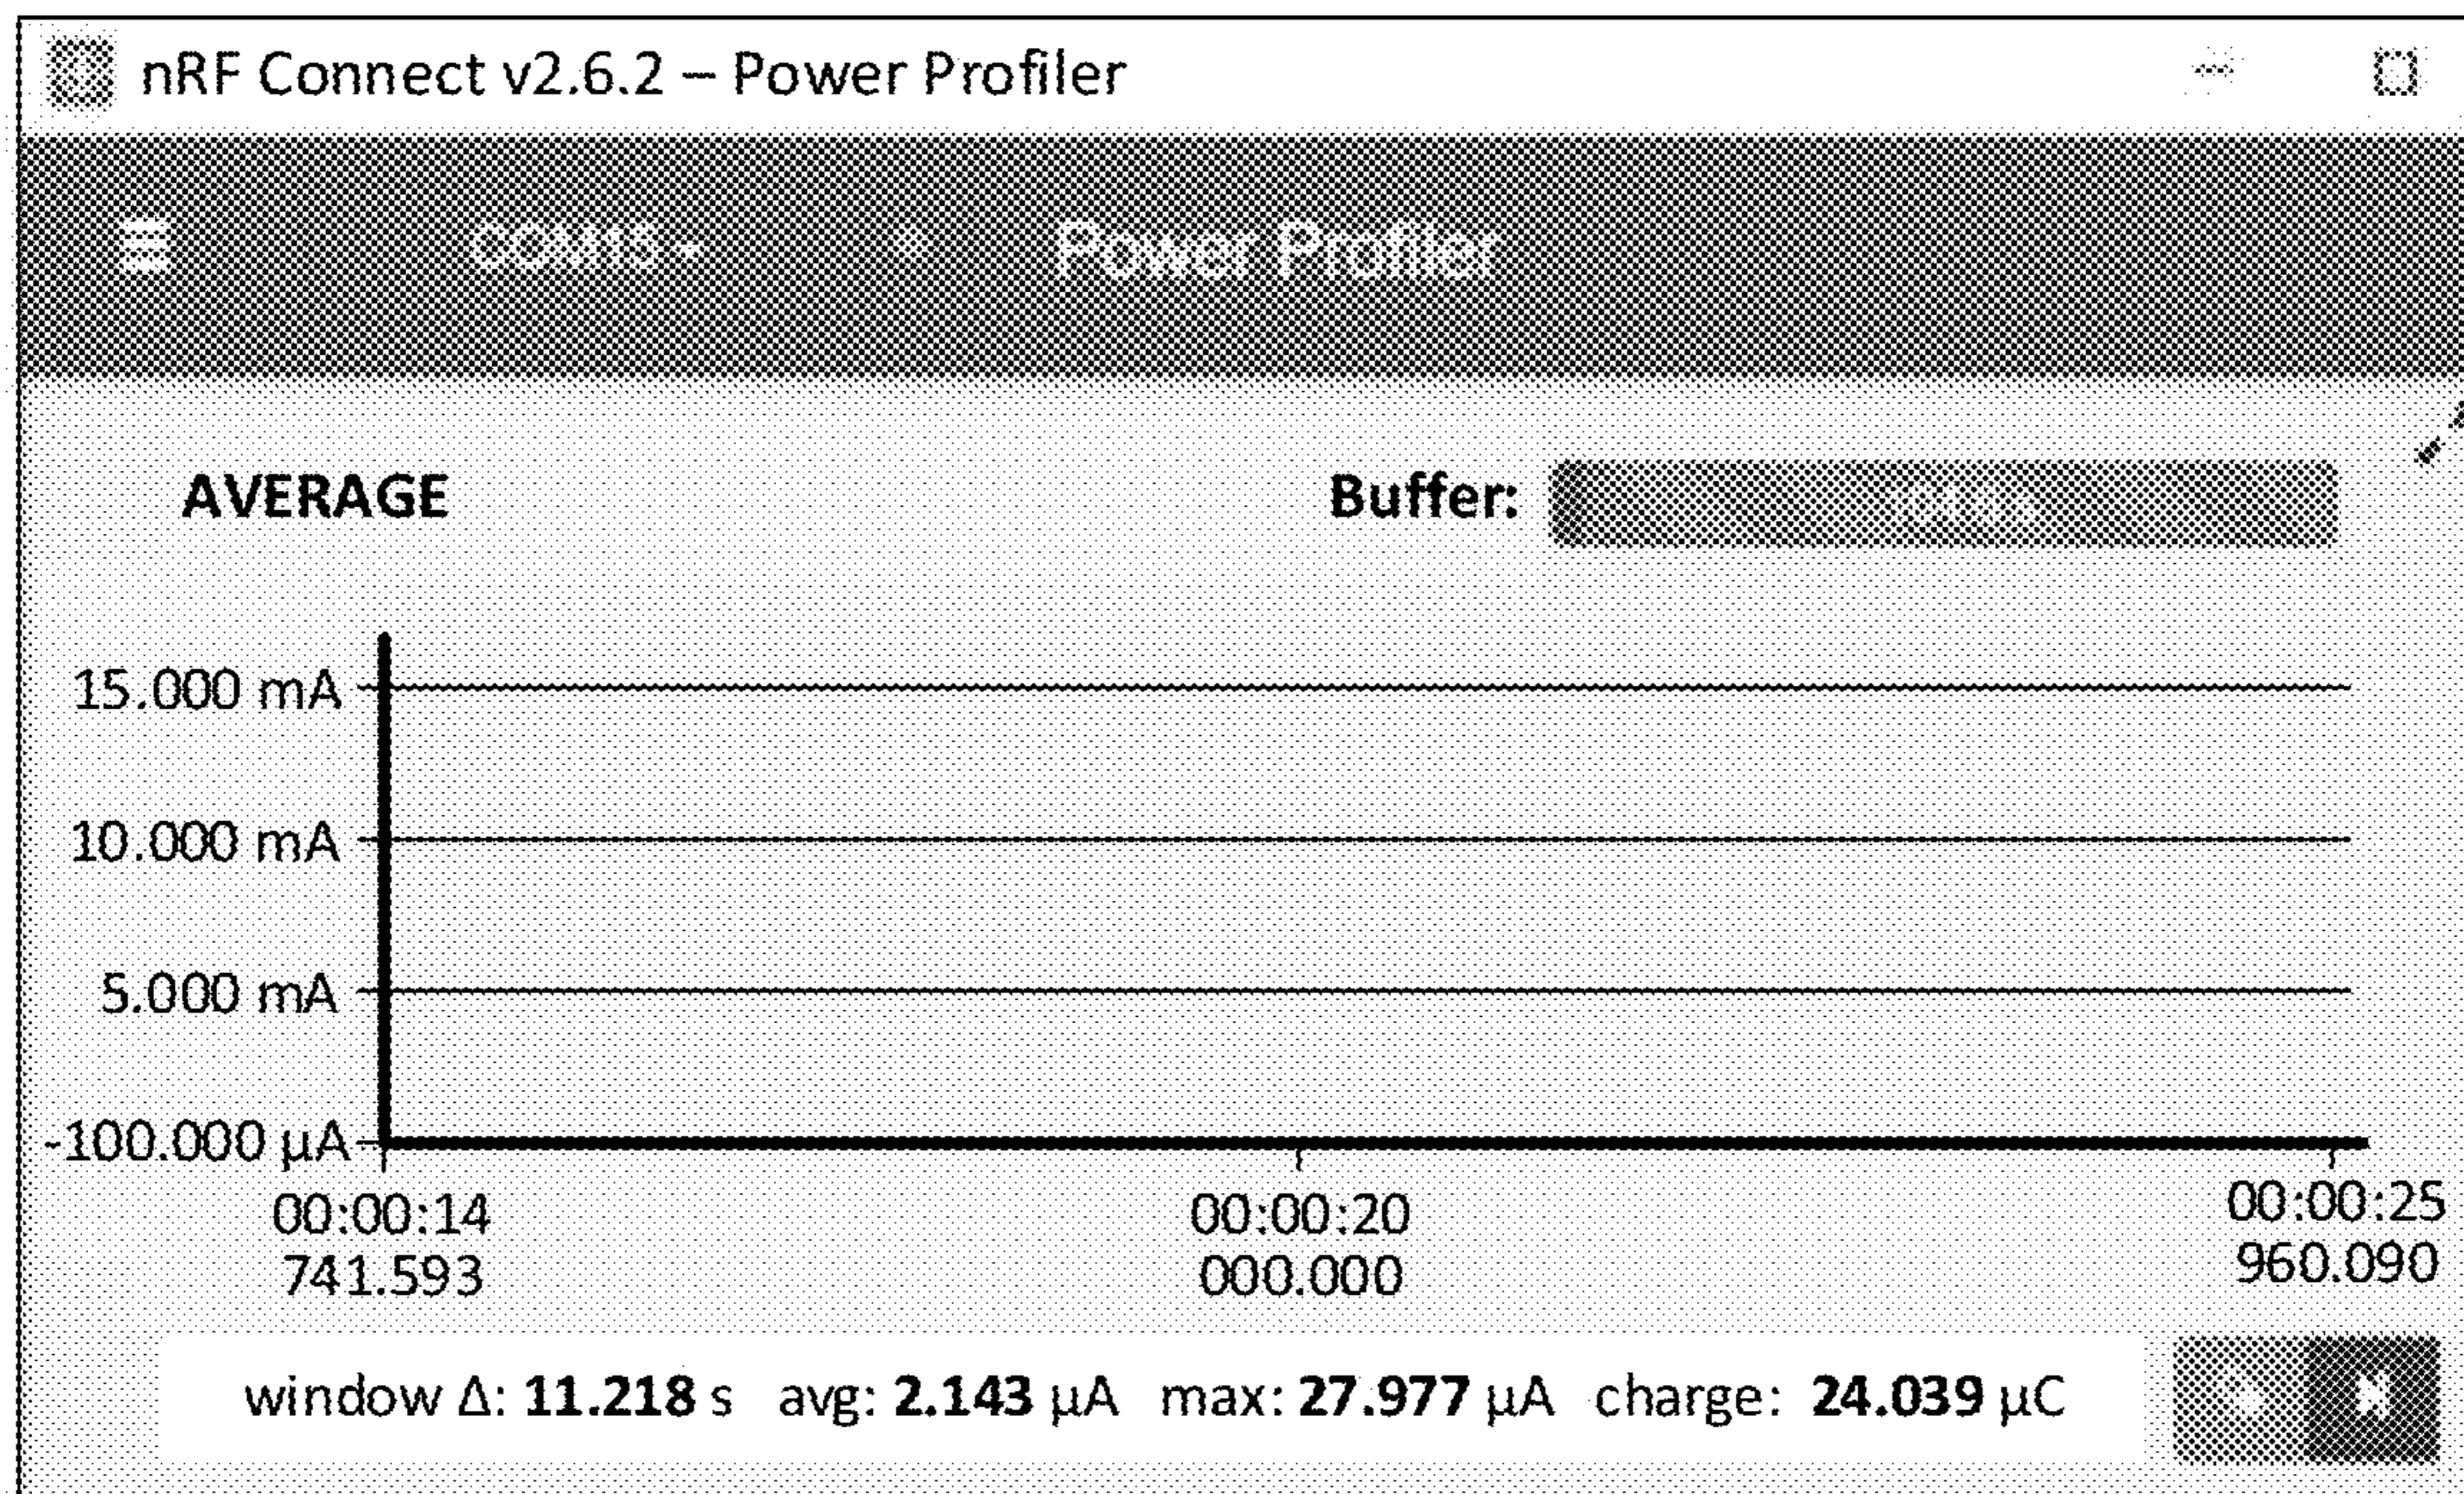 nRF Connect v2.6.2 – Power Profiler
COM15 Power Profiler
AVERAGE Buffer:
15.000 mA
10.000 mA
5.000 mA
-100.000 µA
00:00:14 00:00:20 00:00:25
741.593 000.000 960.090
window Δ: 11.218 s avg: 2.143 µA max: 27.977 µA charge: 24.039 µC